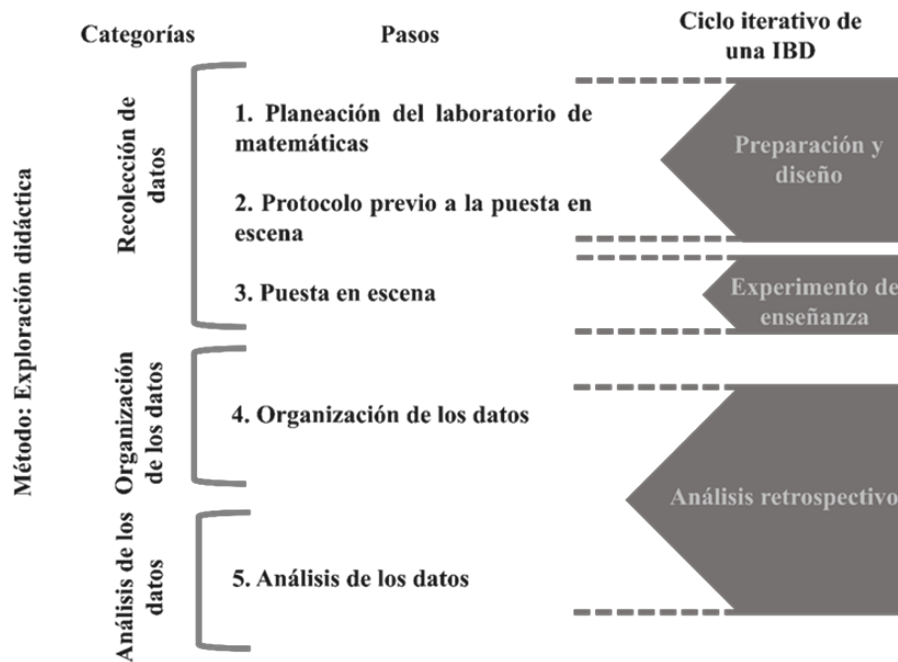 Categorías
Pasos
Ciclo iterativo de
una IBD
Método: Exploración didáctica
Recolección de
datos
1. Planeación del laboratorio de
matemáticas
2. Protocolo previo a la puesta en
escena
3. Puesta en escena
Preparación y
diseño
Experimento de
enseñanza
Organización
de los datos
4. Organización de los datos
Análisis retrospectivo
Análisis de los
datos
5. Análisis de los datos